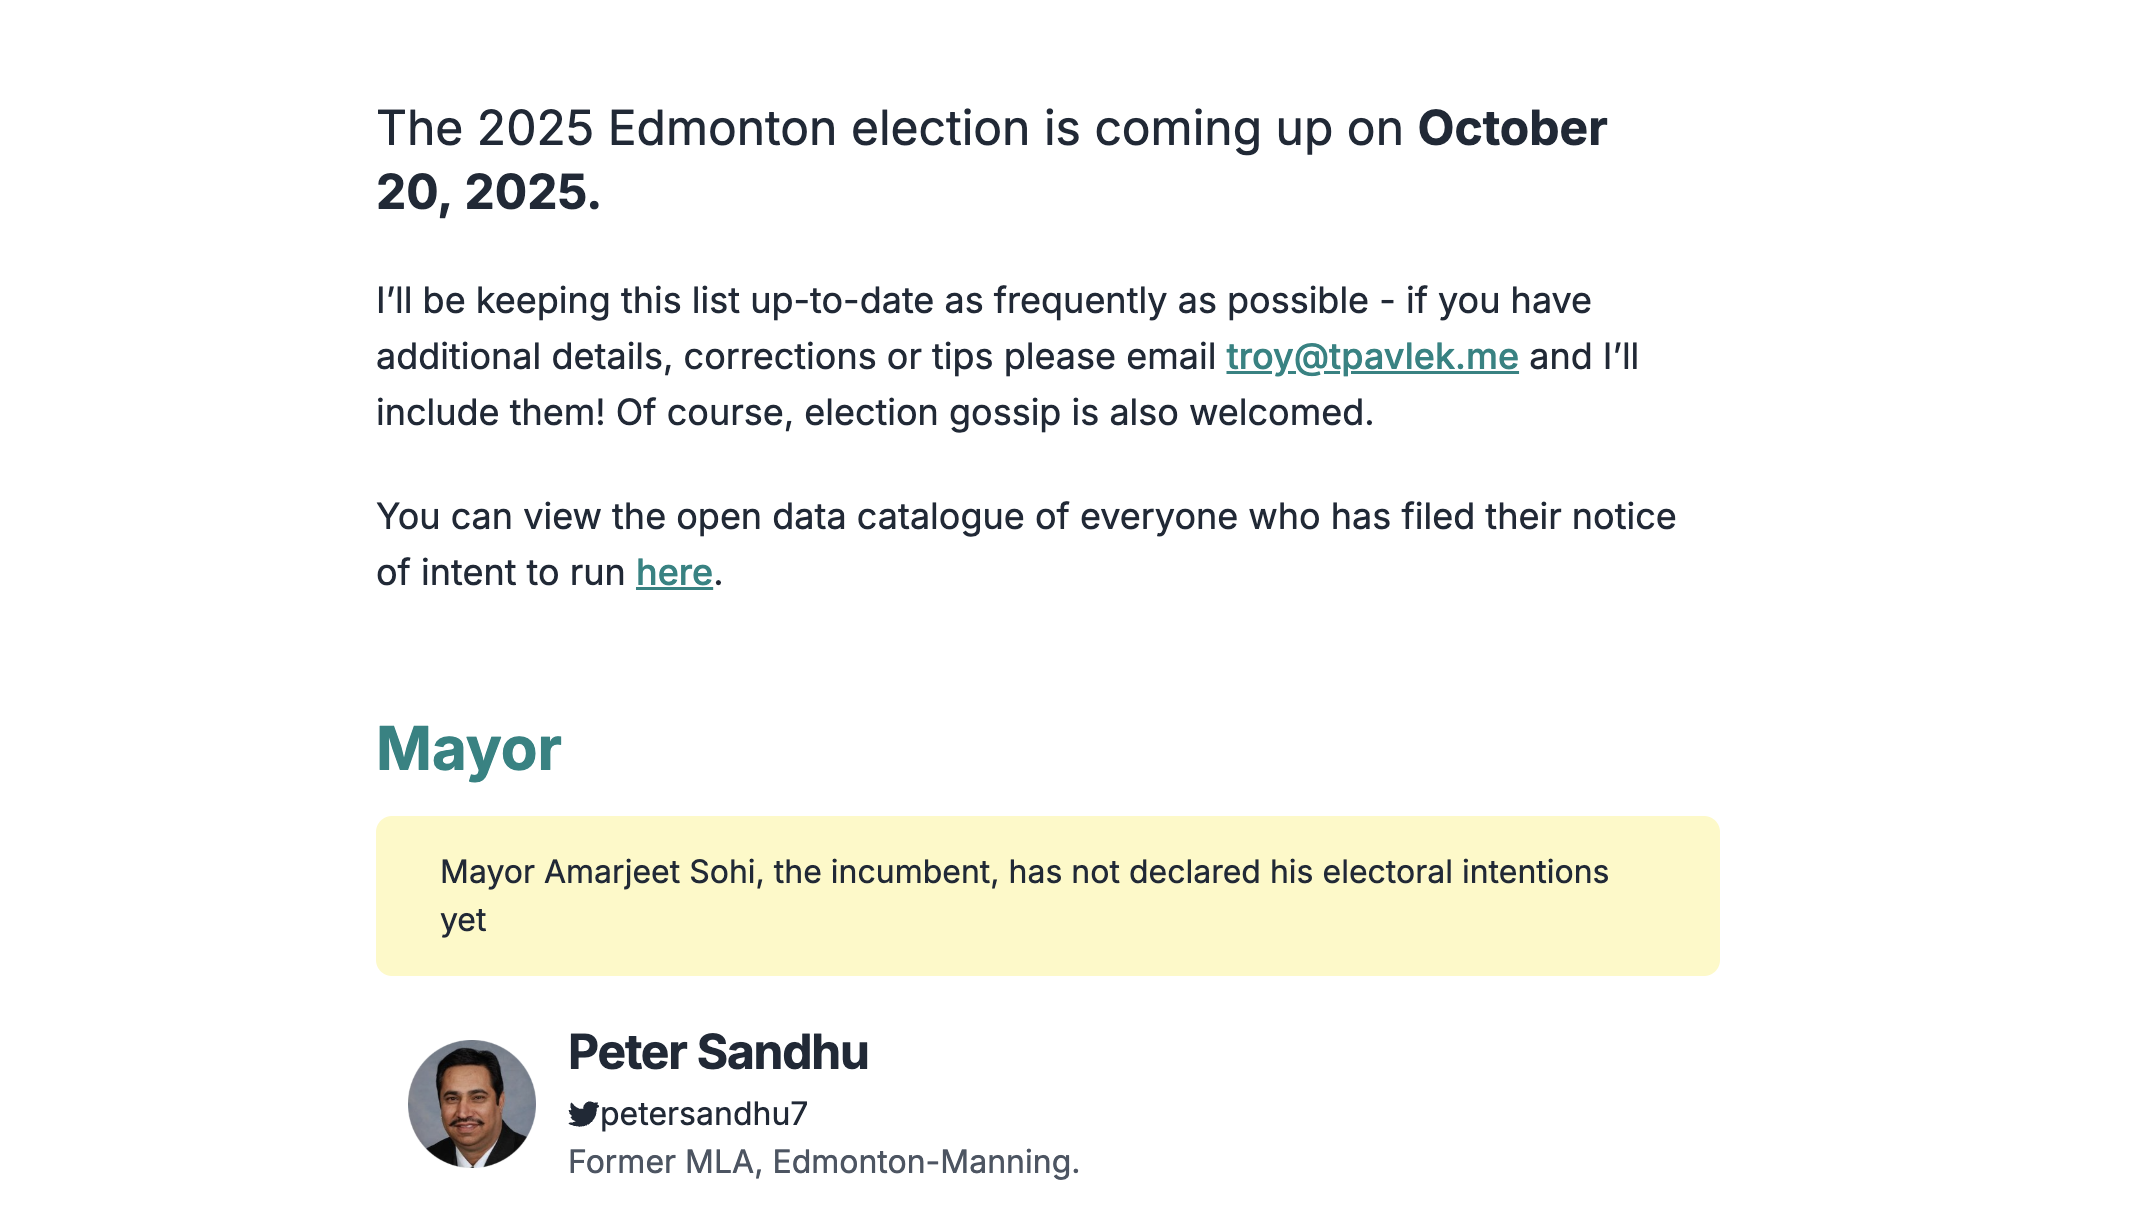 The 2025 Edmonton election is coming up on October
20, 2025.
I’ll be keeping this list up-to-date as frequently as possible - if you have
additional details, corrections or tips please email troy@tpavlek.me and I’ll
include them! Of course, election gossip is also welcomed.
You can view the open data catalogue of everyone who has filed their notice
of intent to run here.
Mayor
Mayor Amarjeet Sohi, the incumbent, has not declared his electoral intentions
yet
Peter Sandhu
petersandhu7
Former MLA, Edmonton-Manning.